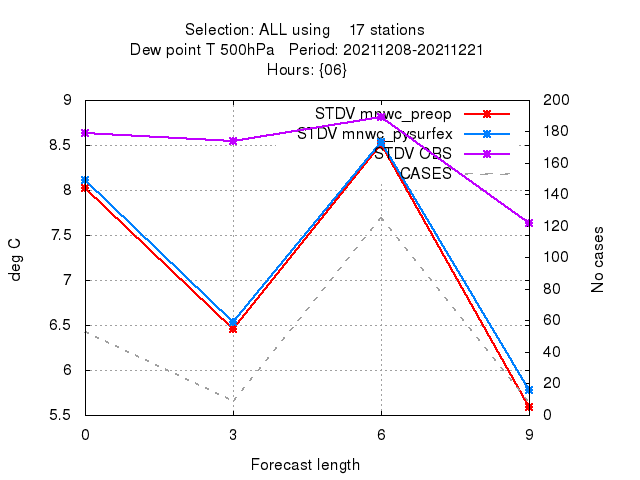 Selection: ALL using    17 stations
Dew point T 500hPa   Period: 20211208-20211221
Hours: {06}
STDV mnwc_preop
STDV mnwc_pysurfex
STDV OBS
CASES
9
8.5
8
7.5
7
6.5
6
5.5
deg C
200
180
160
140
120
100
80
60
40
20
0
No cases
0 3 6 9
Forecast length